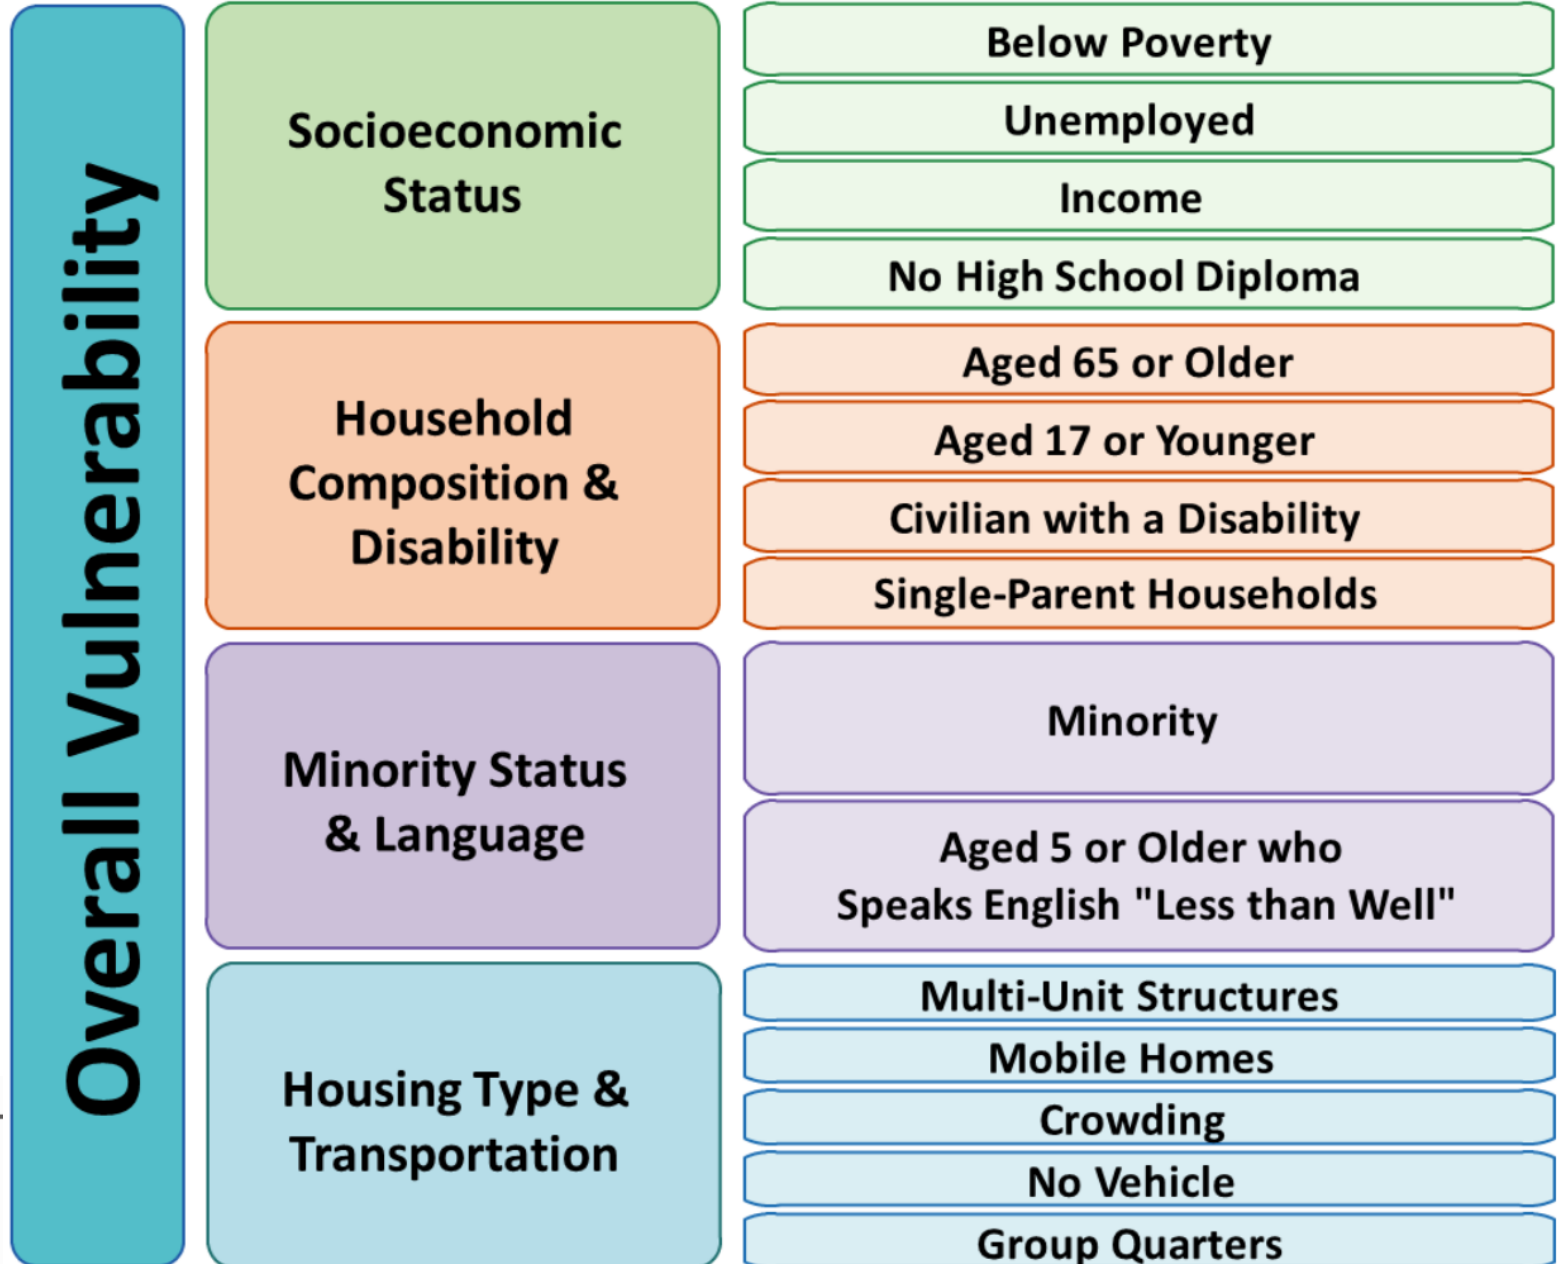 Overall Vulnerability
Socioeconomic
Status
Below Poverty
Unemployed
Income
No High School Diploma
Household
Composition &
Disability
Aged 65 or Older
Aged 17 or Younger
Civilian with a Disability
Single-Parent Households
Minority Status
& Language
Minority
Aged 5 or Older who
Speaks English "Less than Well"
Housing Type &
Transportation
Multi-Unit Structures
Mobile Homes
Crowding
No Vehicle
Group Quarters